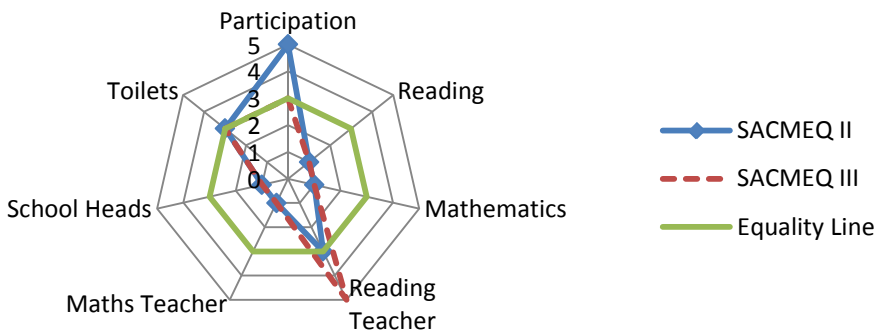 Participation
5
4
3
2
1
0
Toilets
Reading
School Heads
Mathematics
Maths Teacher
Reading
Teacher
SACMEQ II
SACMEQ III
Equality Line